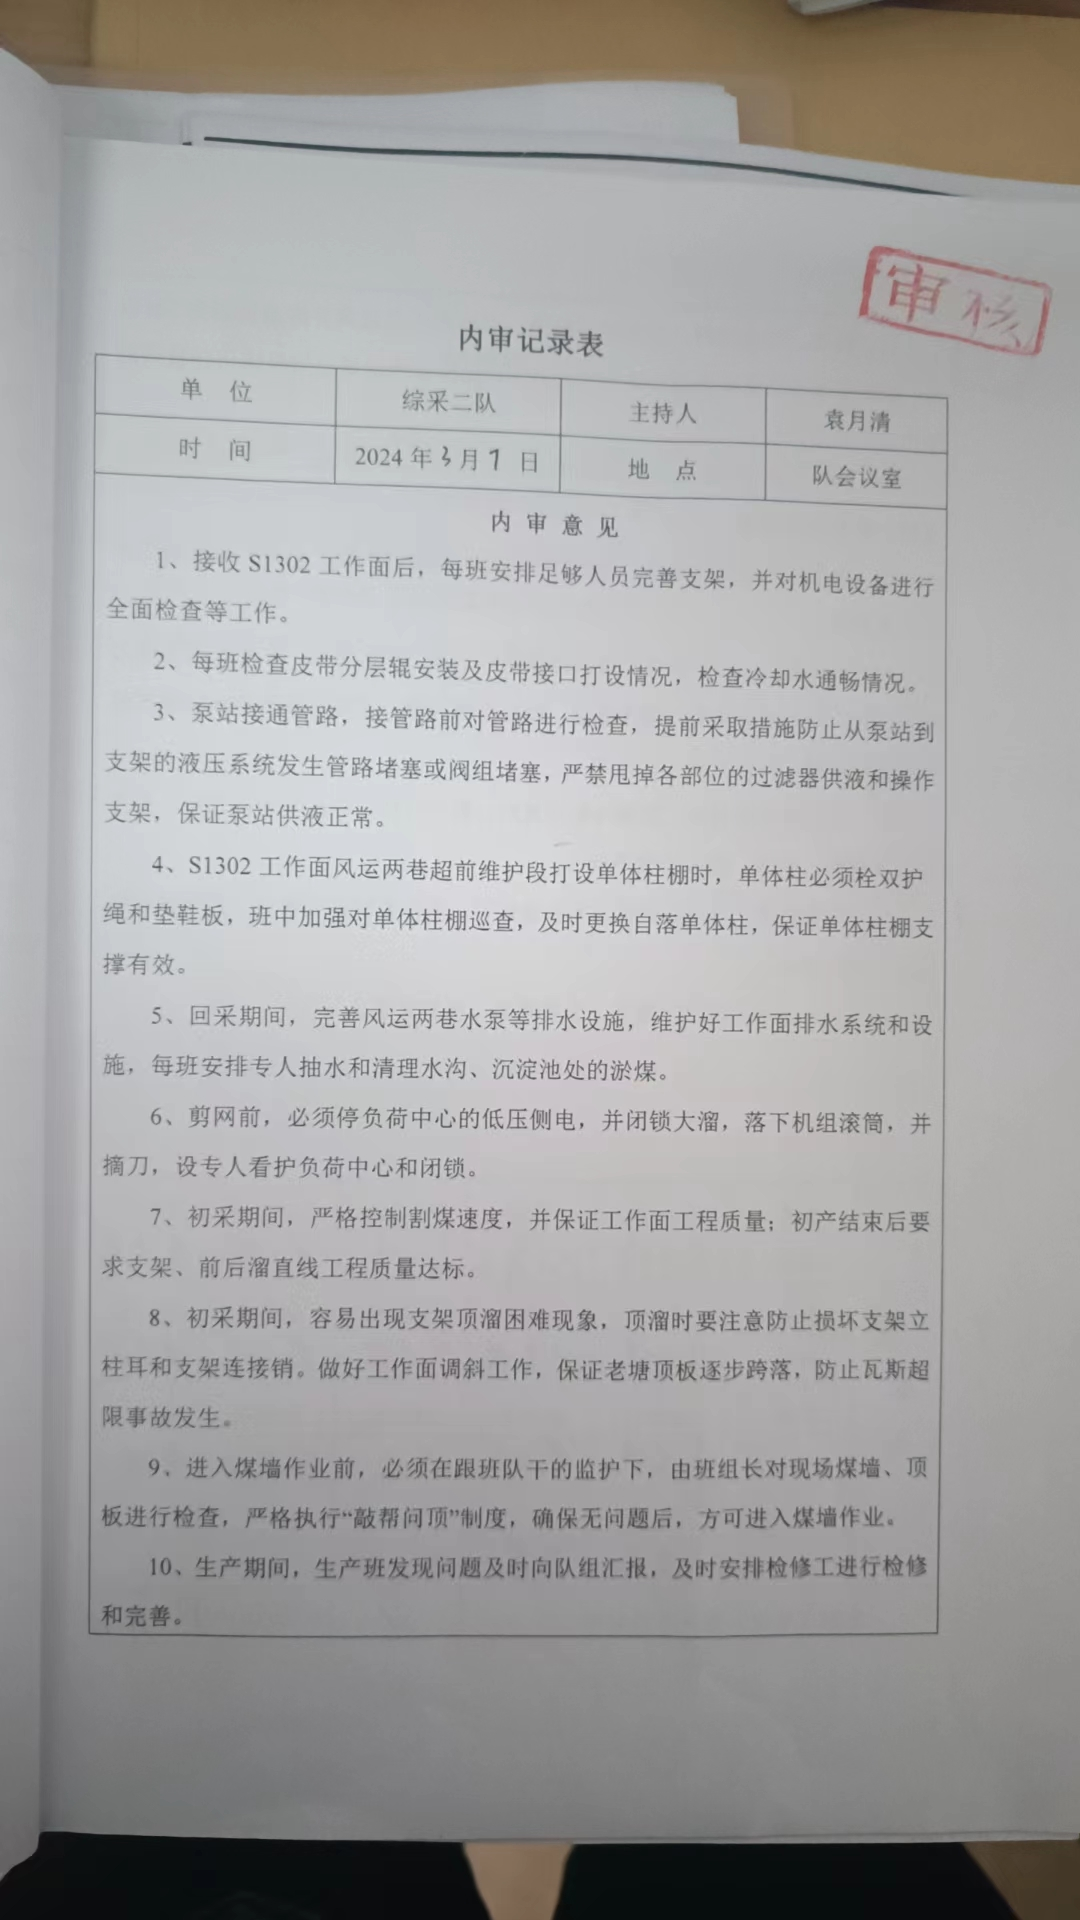 审核
内审记录表
单 位 综采二队 主持人 袁月清
时 间 2024年3月7日 地 点 队会议室
内 审 意 见
1、接收 S1302 工作面后，每班安排足够人员完善支架，并对机电设备进行
全面检查等工作。
2、每班检查皮带分层辊安装及皮带接口打设情况，检查冷却水通畅情况。
3、泵站接通管路，接管路前对管路进行检查，提前采取措施防止从泵站到
支架的液压系统发生管路堵塞或阀组堵塞，严禁甩掉各部位的过滤器供液和操作
支架，保证泵站供液正常。
4、S1302 工作面风运两巷超前维护段打设单体柱棚时，单体柱必须栓双护
绳和垫鞋板，班中加强对单体柱棚巡查，及时更换自落单体柱，保证单体柱棚支
撑有效。
5、回采期间，完善风运两巷水泵等排水设施，维护好工作面排水系统和设
施，每班安排专人抽水和清理水沟、沉淀池处的淤煤。
6、剪网前，必须停负荷中心的低压侧电，并闭锁大溜，落下机组滚筒，并
摘刀，设专人看护负荷中心和闭锁。
7、初采期间，严格控制割煤速度，并保证工作面工程质量；初产结束后要
求支架、前后溜直线工程质量达标。
8、初采期间，容易出现支架顶溜困难现象，顶溜时要注意防止损坏支架立
柱耳和支架连接销。做好工作面调斜工作，保证老塘顶板逐步跨落，防止瓦斯超
限事故发生。
9、进入煤墙作业前，必须在跟班队干的监护下，由班组长对现场煤墙、顶
板进行检查，严格执行“敲帮问顶”制度，确保无问题后，方可进入煤墙作业。
10、生产期间，生产班发现问题及时向队组汇报，及时安排检修工进行检修
和完善。